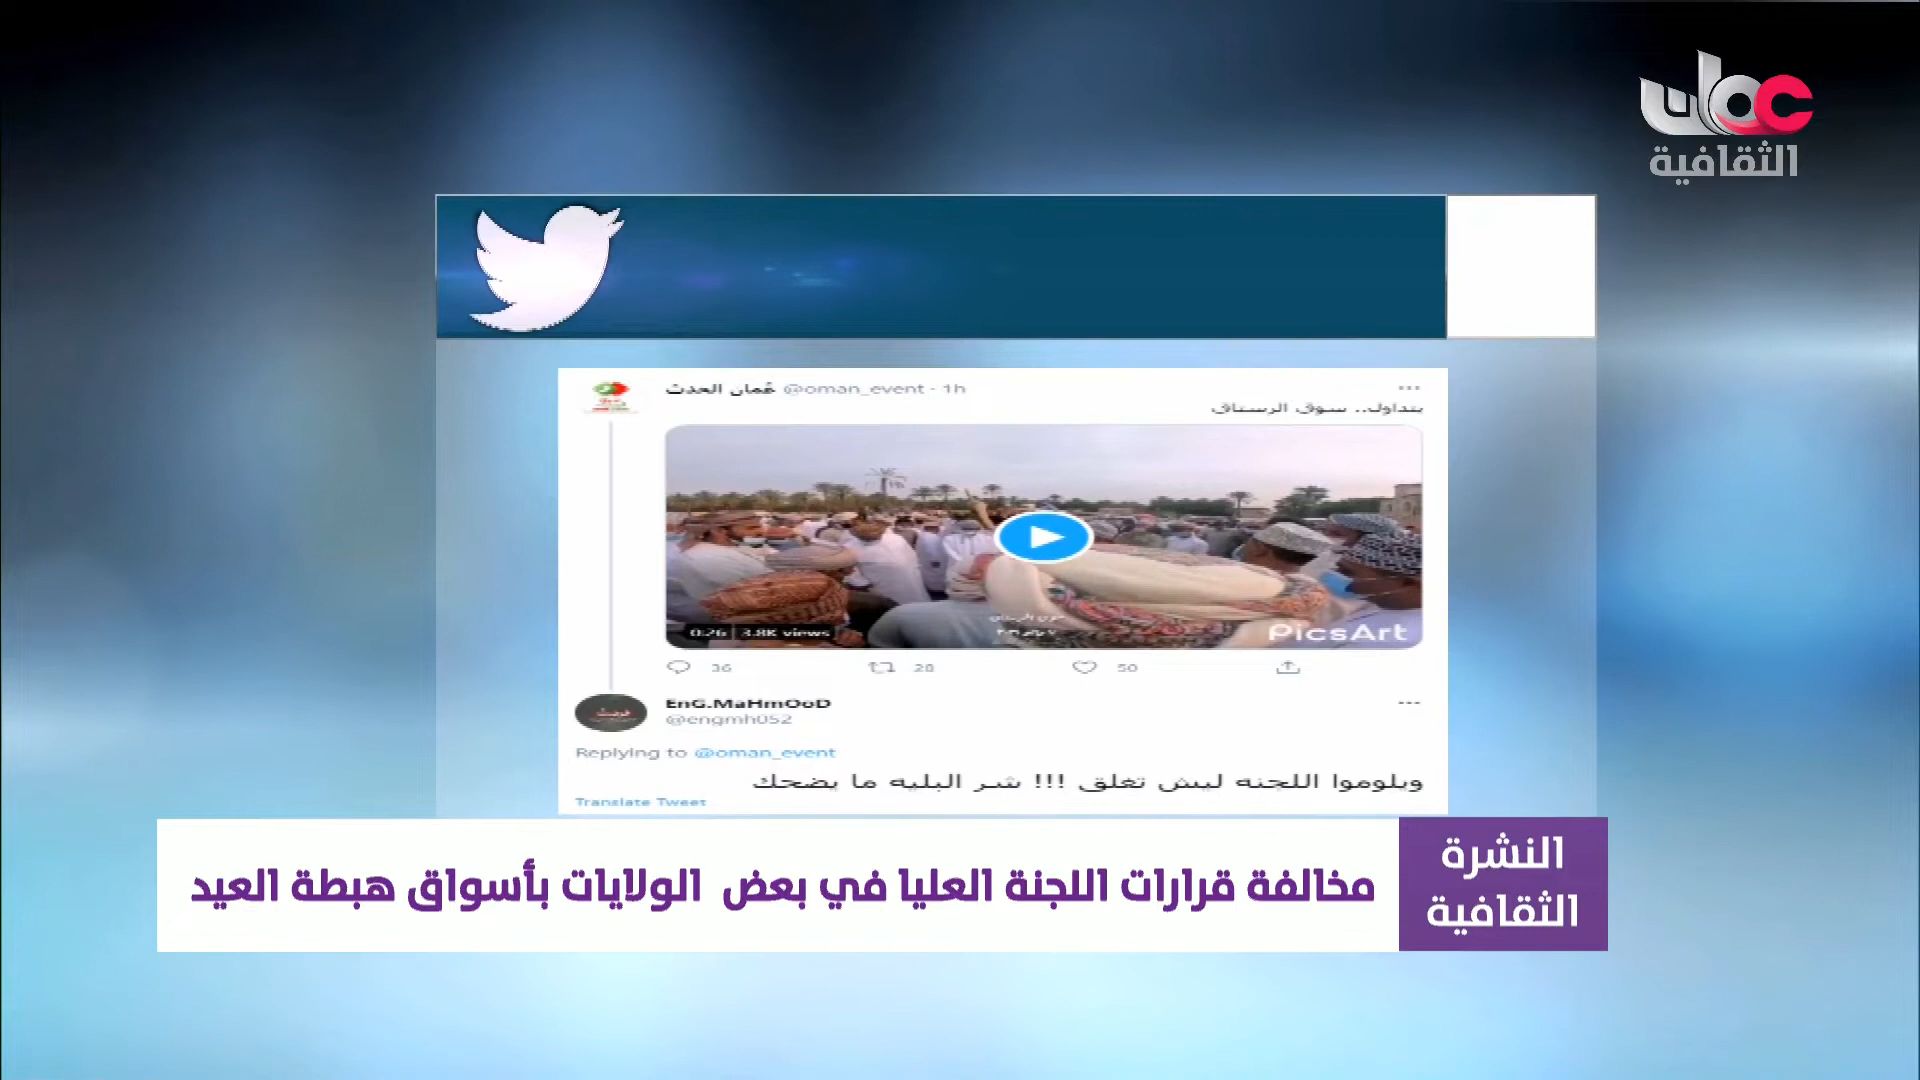 عمان
الثقافية
عُمان الحدث @oman_event · 1h
يتداول.. سوق الرستاق
0:26 3.8K views
PicsArt
36 28 50
EnG.MaHmOoD
@engmh052
Replying to @oman_event
ويلوموا اللجنه ليش تغلق !!! شر البليه ما يضحك
Translate Tweet
النشرة
الثقافية
مخالفة قرارات اللجنة العليا في بعض الولايات بأسواق هبطة العيد